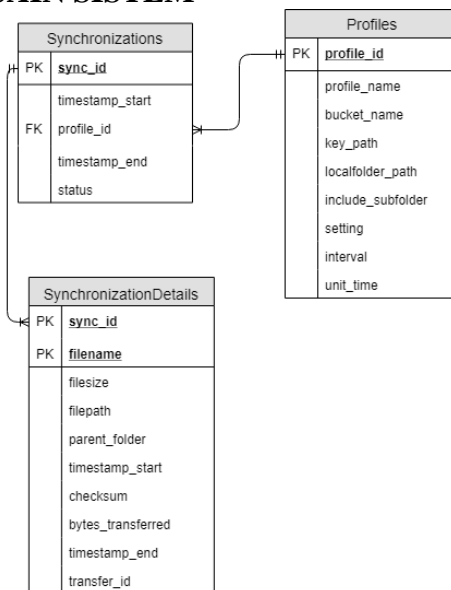 Synchronizations
PK sync_id
timestamp_start
FK profile_id
timestamp_end
status
Profiles
PK profile_id
profile_name
bucket_name
key_path
localfolder_path
include_subfolder
setting
interval
unit_time
SynchronizationDetails
PK sync_id
PK filename
filesize
filepath
parent_folder
timestamp_start
checksum
bytes_transferred
timestamp_end
transfer_id